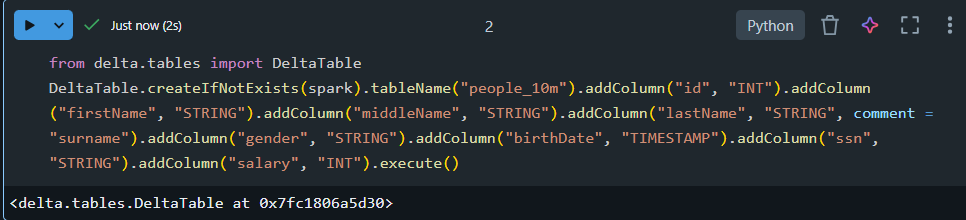 Just now (2s)
2
Python
from delta.tables import DeltaTable
DeltaTable.createIfNotExists(spark).tableName("people_10m").addColumn("id", "INT").addColumn
("firstName", "STRING").addColumn("middleName", "STRING").addColumn("lastName", "STRING", comment =
"surname").addColumn("gender", "STRING").addColumn("birthDate", "TIMESTAMP").addColumn("ssn",
"STRING").addColumn("salary", "INT").execute()
<delta.tables.DeltaTable at 0x7fc1806a5d30>